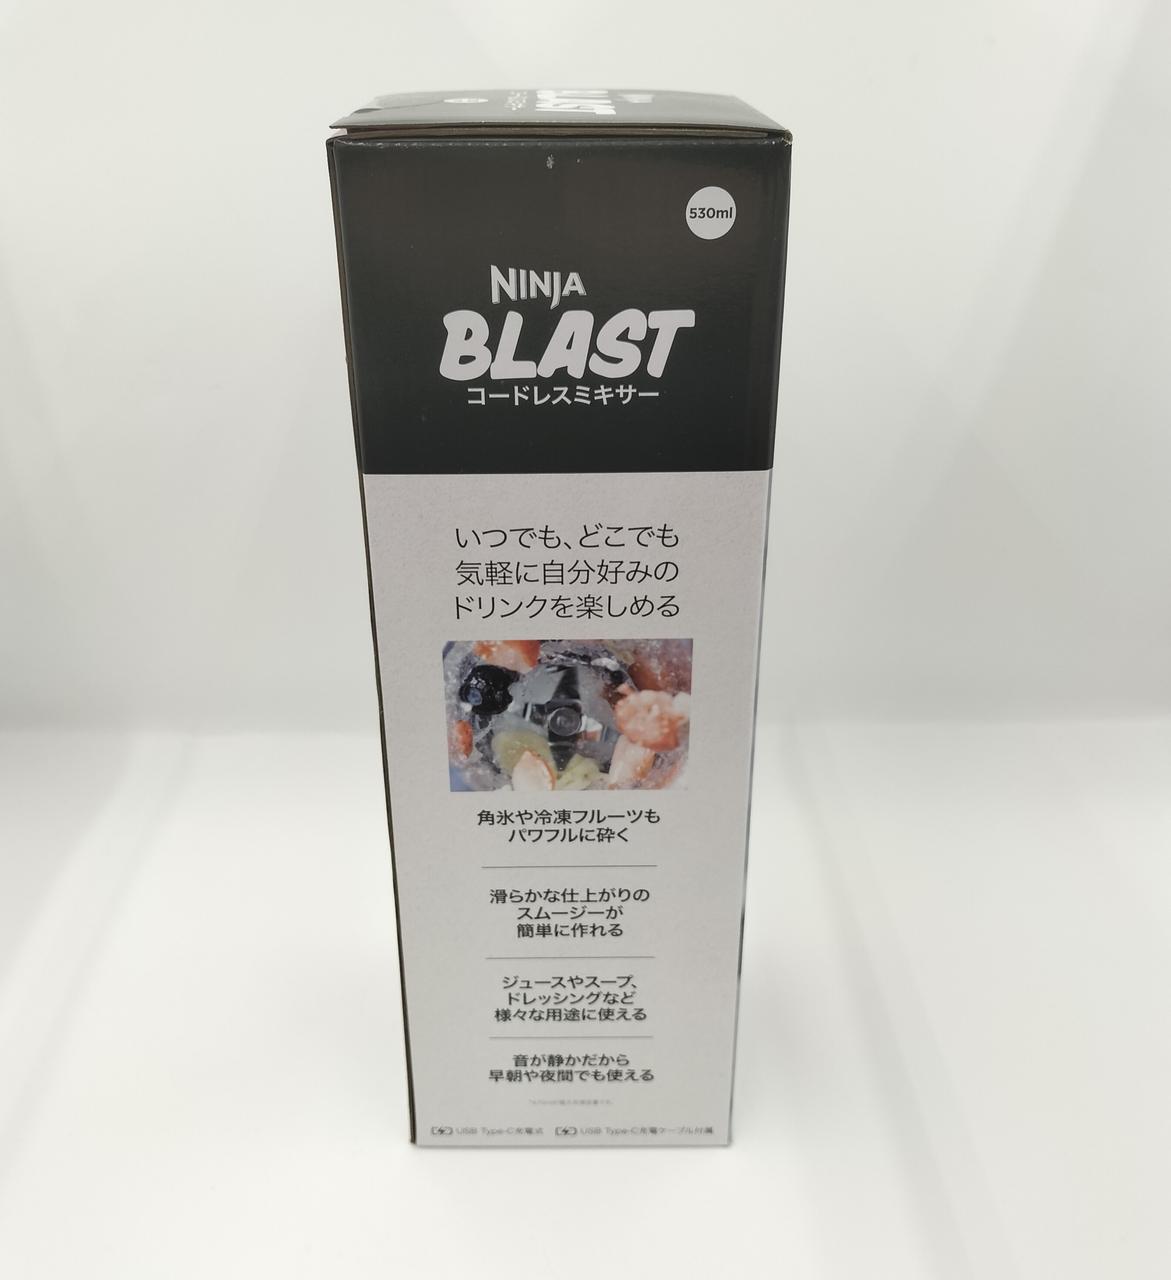 530ml
NINJA
BLAST
コードレスミキサー
いつでも、どこでも
気軽に自分好みの
ドリンクを楽しめる
角氷や冷凍フルーツも
パワフルに砕く
滑らかな仕上がりの
スムージーが
簡単に作れる
ジュースやスープ、
ドレッシングなど
様々な用途に使える
音が静かだから
早朝や夜間でも使える
USB Type-C充電式 USB Type-C充電ケーブル付属